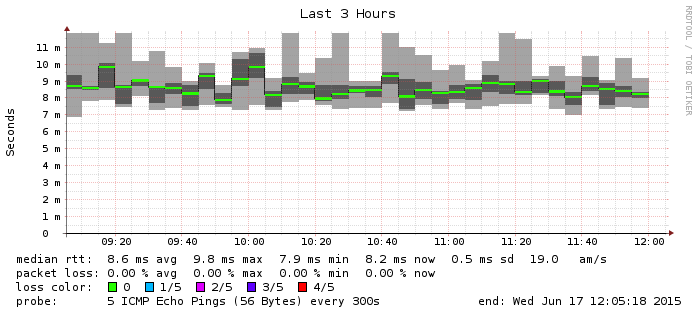 Last 3 Hours
RRDTOOL / TOBI OETIKER
Seconds
11 m
10 m
9 m
8 m
7 m
6 m
5 m
4 m
3 m
2 m
1 m
0
09:20 09:40 10:00 10:20 10:40 11:00 11:20 11:40 12:00
median rtt: 8.6 ms avg 9.8 ms max 7.9 ms min 8.2 ms now 0.5 ms sd 19.0 am/s
packet loss: 0.00 % avg 0.00 % max 0.00 % min 0.00 % now
loss color: 0 1/5 2/5 3/5 4/5
probe: 5 ICMP Echo Pings (56 Bytes) every 300s end: Wed Jun 17 12:05:18 2015